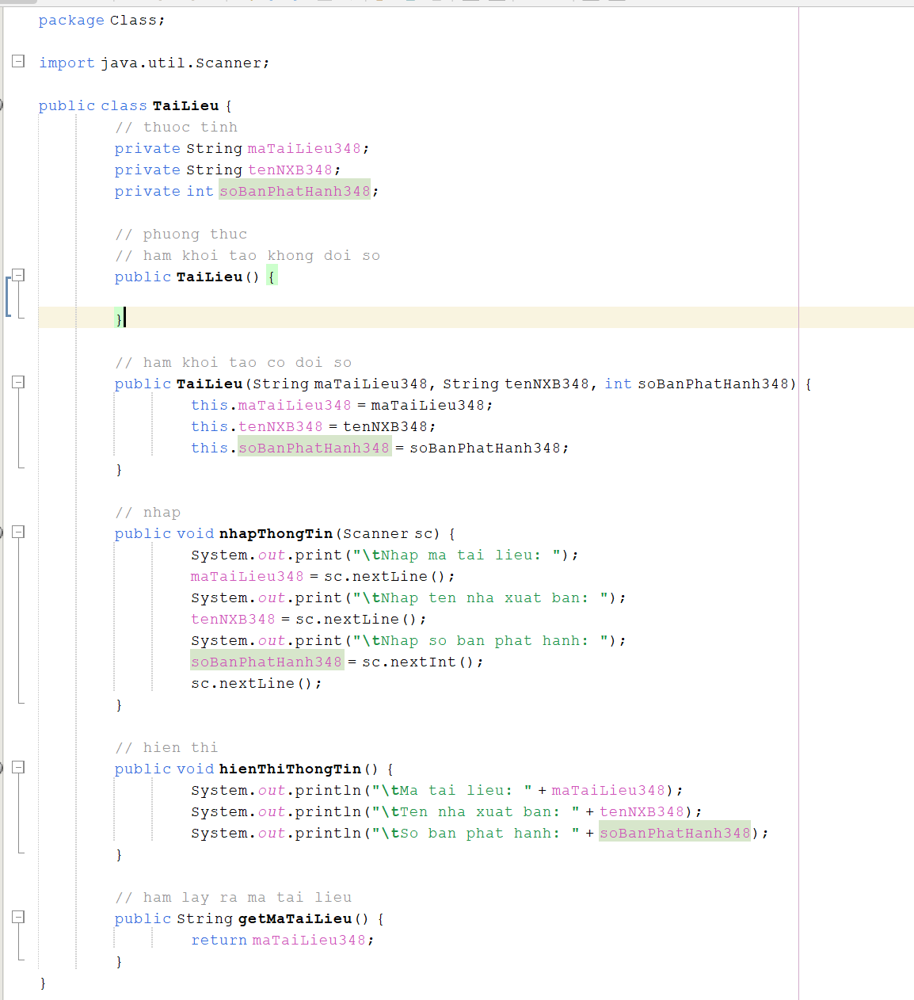 package Class;
import java.util.Scanner;
public class TaiLieu {
// thuoc tinh
private String maTaiLieu348;
private String tenNXB348;
private int soBanPhatHanh348;
// phuong thuc
// ham khoi tao khong doi so
public TaiLieu() {
}
// ham khoi tao co doi so
public TaiLieu(String maTaiLieu348, String tenNXB348, int soBanPhatHanh348) {
this.maTaiLieu348 = maTaiLieu348;
this.tenNXB348 = tenNXB348;
this.soBanPhatHanh348 = soBanPhatHanh348;
}
// nhap
public void nhapThongTin(Scanner sc) {
System.out.print("\tNhap ma tai lieu: ");
maTaiLieu348 = sc.nextLine();
System.out.print("\tNhap ten nha xuat ban: ");
tenNXB348 = sc.nextLine();
System.out.print("\tNhap so ban phat hanh: ");
soBanPhatHanh348 = sc.nextInt();
sc.nextLine();
}
// hien thi
public void hienThiThongTin() {
System.out.println("\tMa tai lieu: " + maTaiLieu348);
System.out.println("\tTen nha xuat ban: " + tenNXB348);
System.out.println("\tSo ban phat hanh: " + soBanPhatHanh348);
}
// ham lay ra ma tai lieu
public String getMaTaiLieu() {
return maTaiLieu348;
}
}